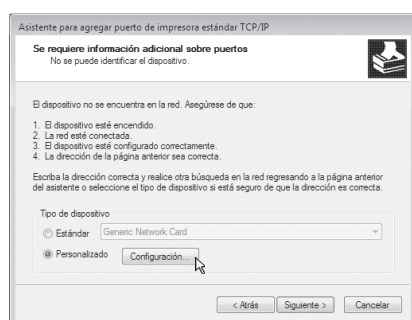 Asistente para agregar puerto de impresora estándar TCP/IP
Se requiere información adicional sobre puertos
No se puede identificar el dispositivo.
El dispositivo no se encuentra en la red. Asegúrese de que:
1. El dispositivo esté encendido.
2. La red esté conectada.
3. El dispositivo esté configurado correctamente.
4. La dirección de la página anterior sea correcta.
Escriba la dirección correcta y realice otra búsqueda en la red regresando a la página anterior
del asistente o seleccione el tipo de dispositivo si está seguro de que la dirección es correcta.
Tipo de dispositivo
Estándar Generic Network Card
Personalizado Configuración...
< Atrás Siguiente > Cancelar